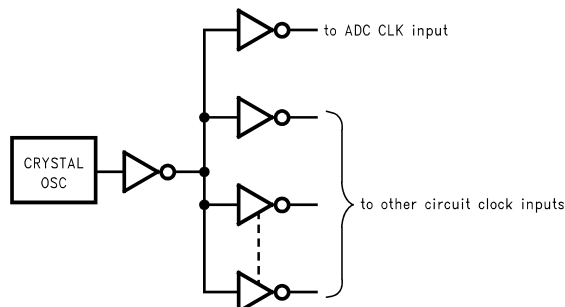 to ADC CLK input
CRYSTAL
OSC
to other circuit clock inputs